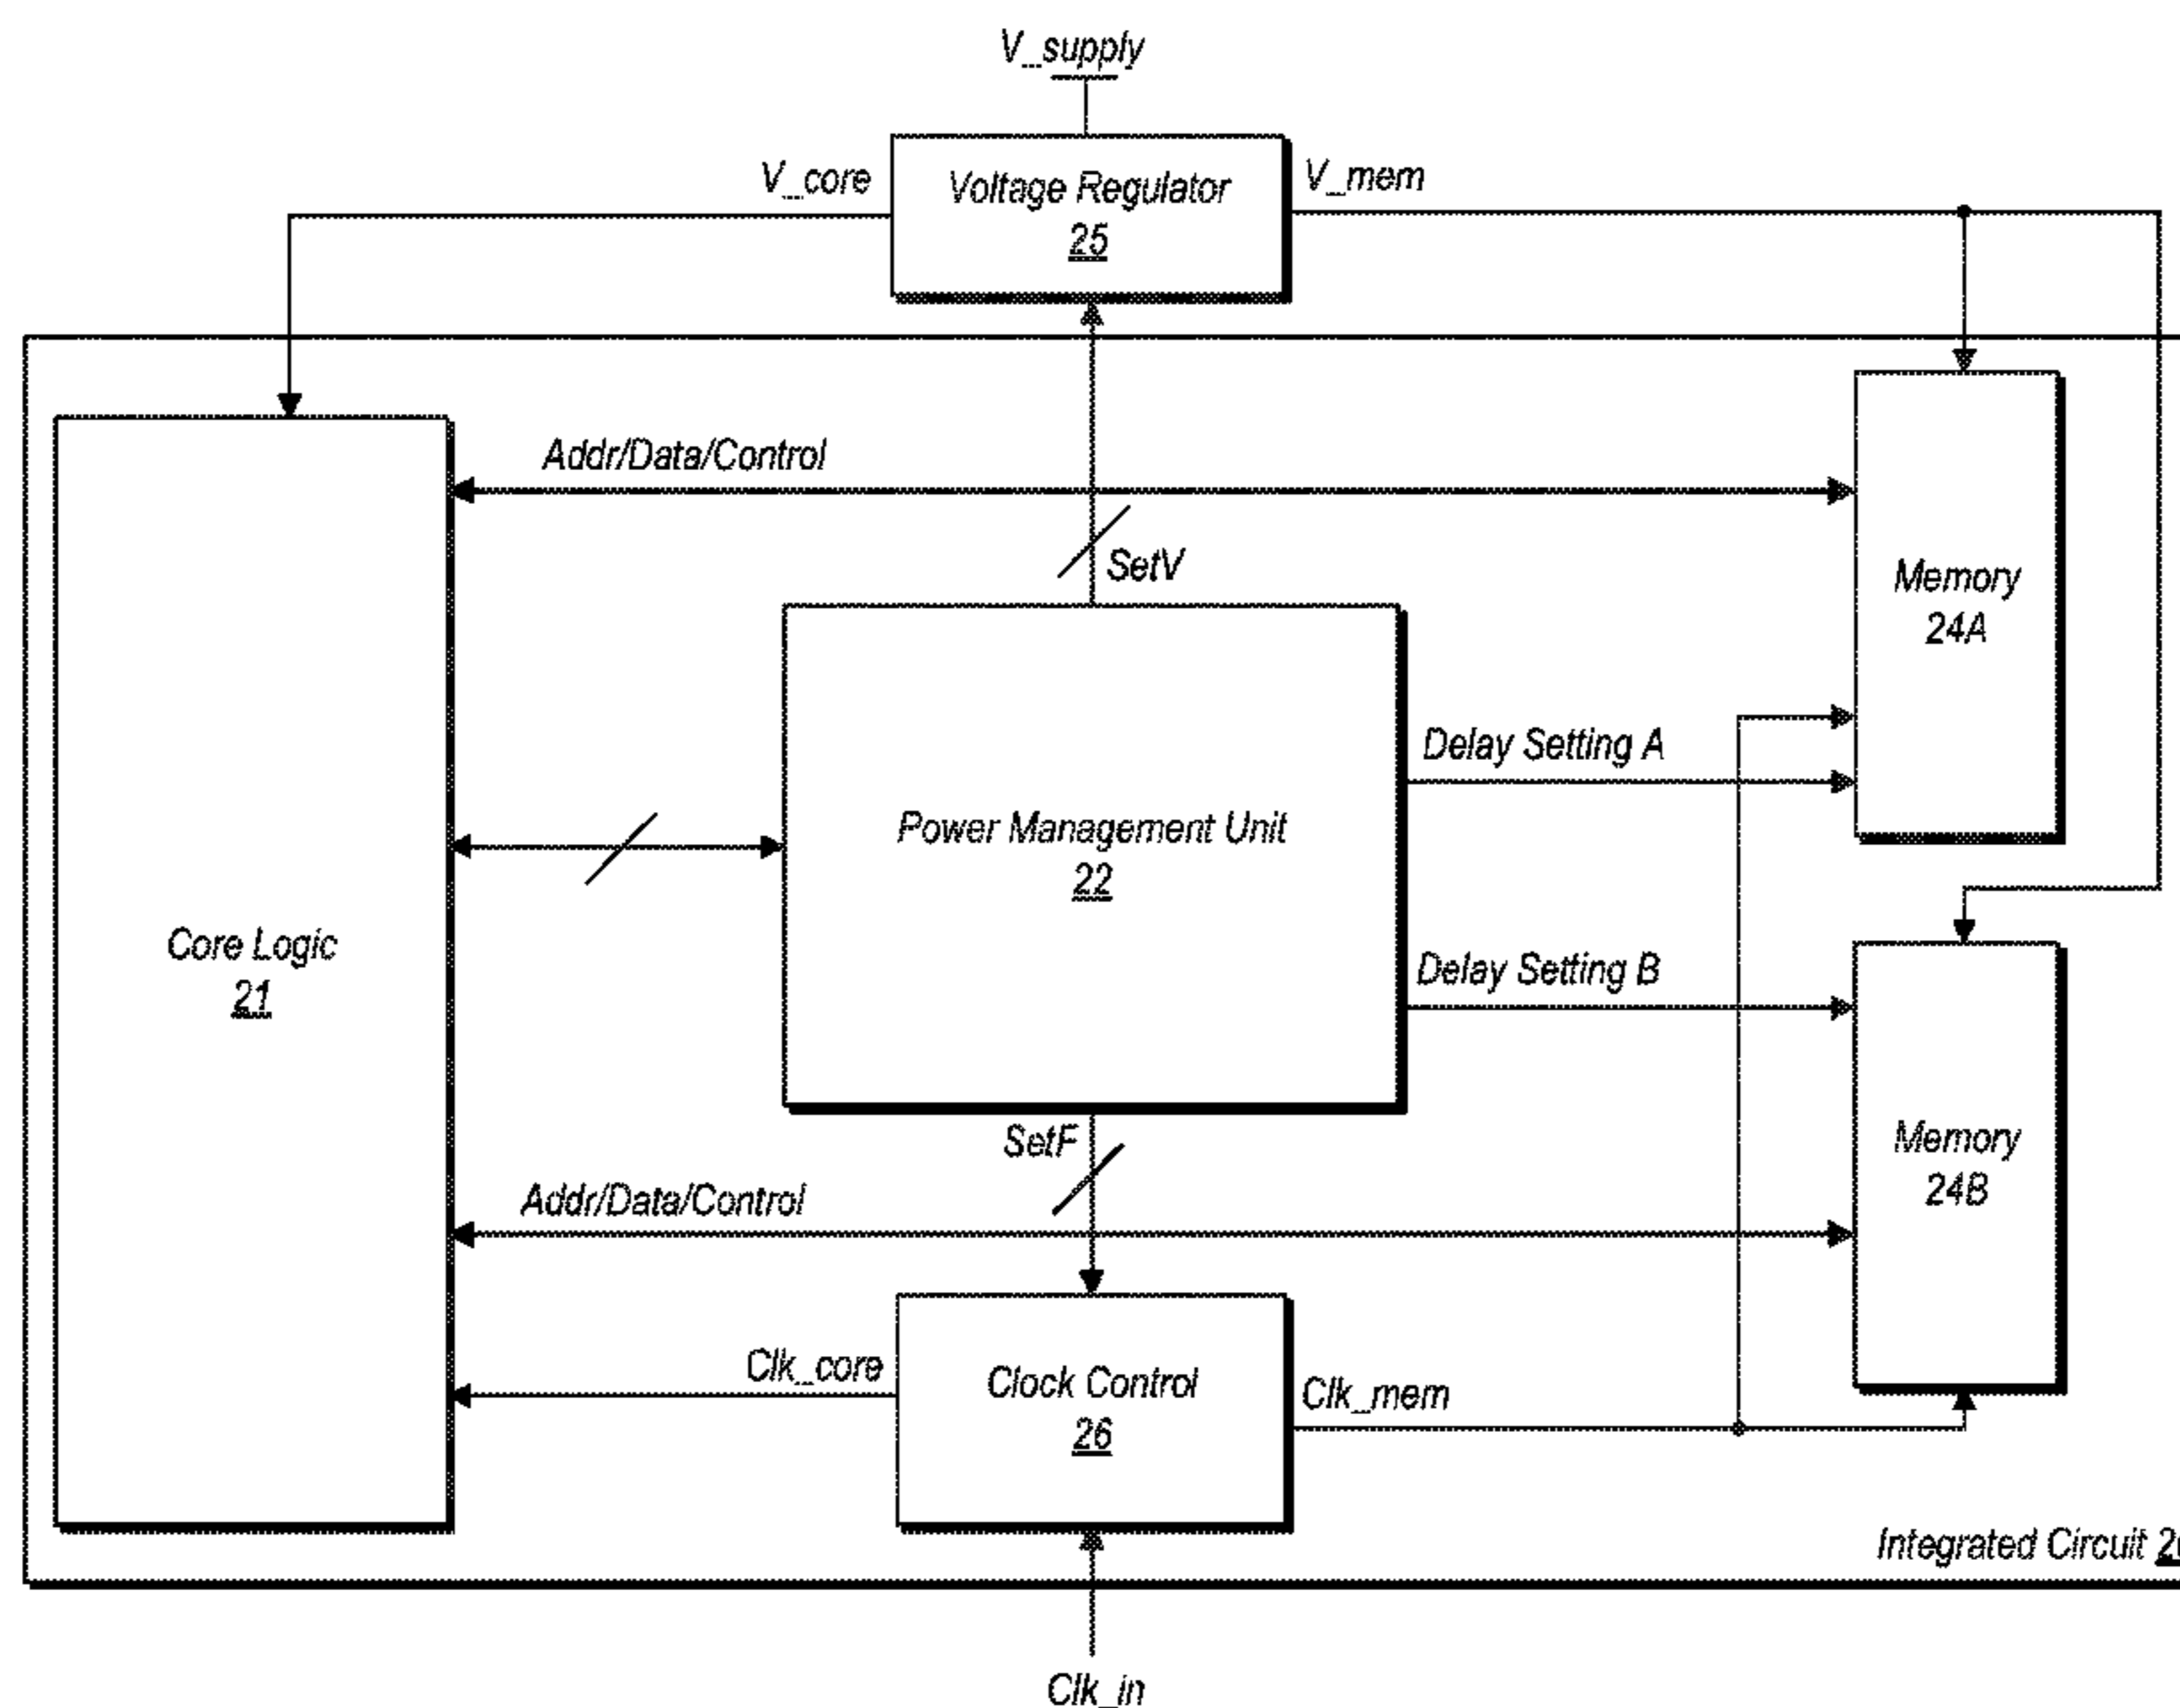 V_supply
V_core
Voltage Regulator
25
V_mem
Addr/Data/Control
SetV
Memory
24A
Delay Setting A
Power Management Unit
22
Core Logic
21
Delay Setting B
SetF
Memory
24B
Addr/Data/Control
Clk_core
Clock Control
26
Clk_mem
Integrated Circuit
Clk_in